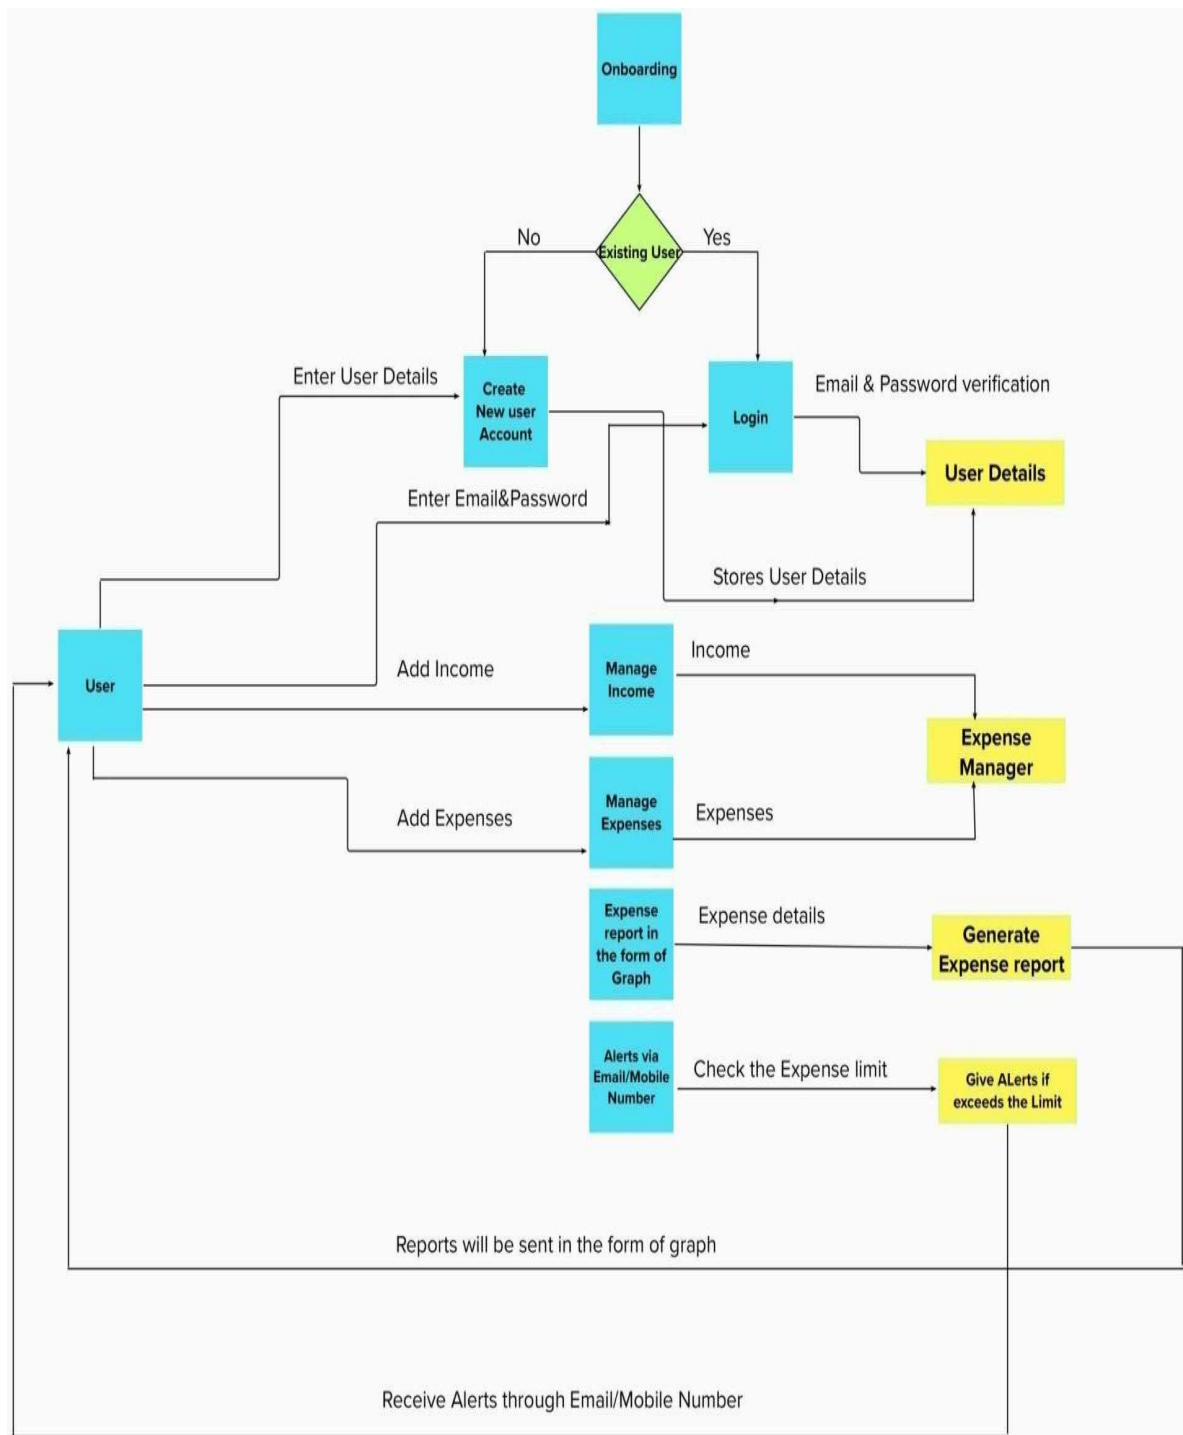 Onboarding
No
Existing User
Yes
Enter User Details
Create
New user
Account
Login
Email & Password verification
User Details
Enter Email&Password
Stores User Details
User
Add Income
Manage
Income
Income
Expense
Manager
Add Expenses
Manage
Expenses
Expenses
Expense
report in
the form of
Graph
Expense details
Generate
Expense report
Alerts via
Email/Mobile
Number
Check the Expense limit
Give ALerts if
exceeds the Limit
Reports will be sent in the form of graph
Receive Alerts through Email/Mobile Number